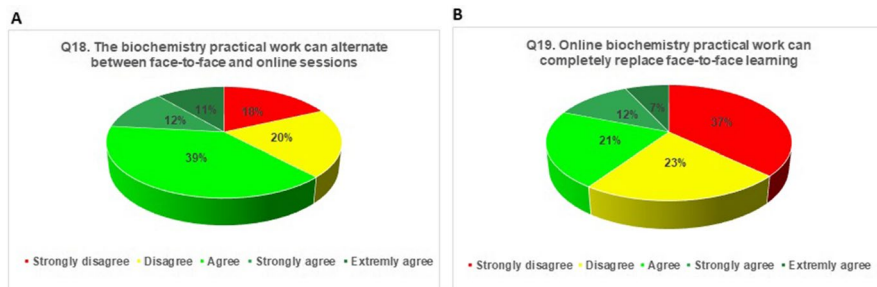 A
Q18. The biochemistry practical work can alternate
between face-to-face and online sessions
11%
18%
12%
20%
39%
Strongly disagree Disagree Agree Strongly agree Extremly agree
B
Q19. Online biochemistry practical work can
completely replace face-to-face learning
7%
12%
37%
21%
23%
Strongly disagree Disagree Agree Strongly agree Extremly agree